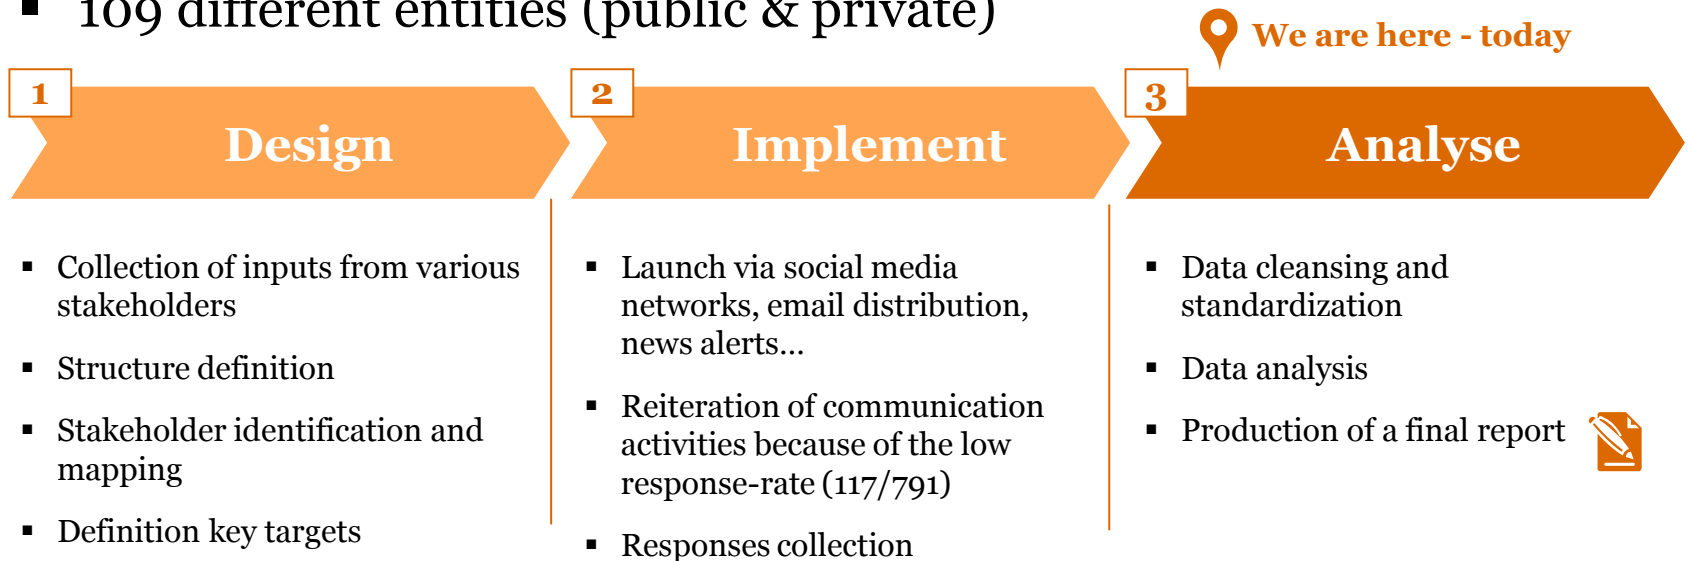 109 different entities (public & private)
We are here - today
1
Design
Collection of inputs from various
stakeholders
Structure definition
Stakeholder identification and
mapping
Definition key targets
2
Implement
Launch via social media
networks, email distribution,
news alerts...
Reiteration of communication
activities because of the low
response-rate (117/791)
Responses collection
3
Analyse
Data cleansing and
standardization
Data analysis
Production of a final report